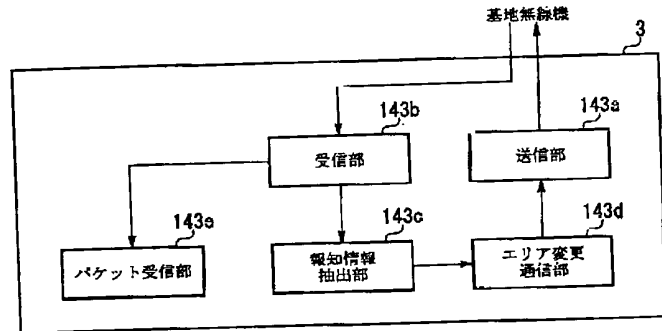 基地無線機
3
143b
受信部
143a
送信部
143e
パケット受信部
143c
報知情報
抽出部
143d
エリア変更
通信部